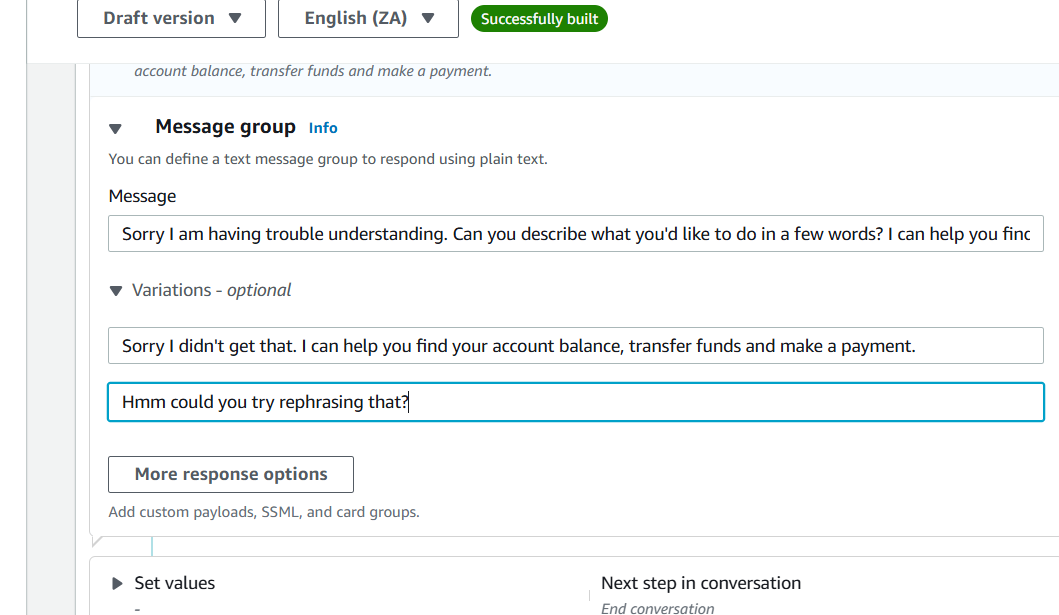 Draft version
English (ZA)
Successfully built
account balance, transfer funds and make a payment.
Message group Info
You can define a text message group to respond using plain text.
Message
Sorry I am having trouble understanding. Can you describe what you'd like to do in a few words? I can help you find
Variations - optional
Sorry I didn't get that. I can help you find your account balance, transfer funds and make a payment.
Hmm could you try rephrasing that?
More response options
Add custom payloads, SSML, and card groups.
Set values
-
Next step in conversation
End conversation